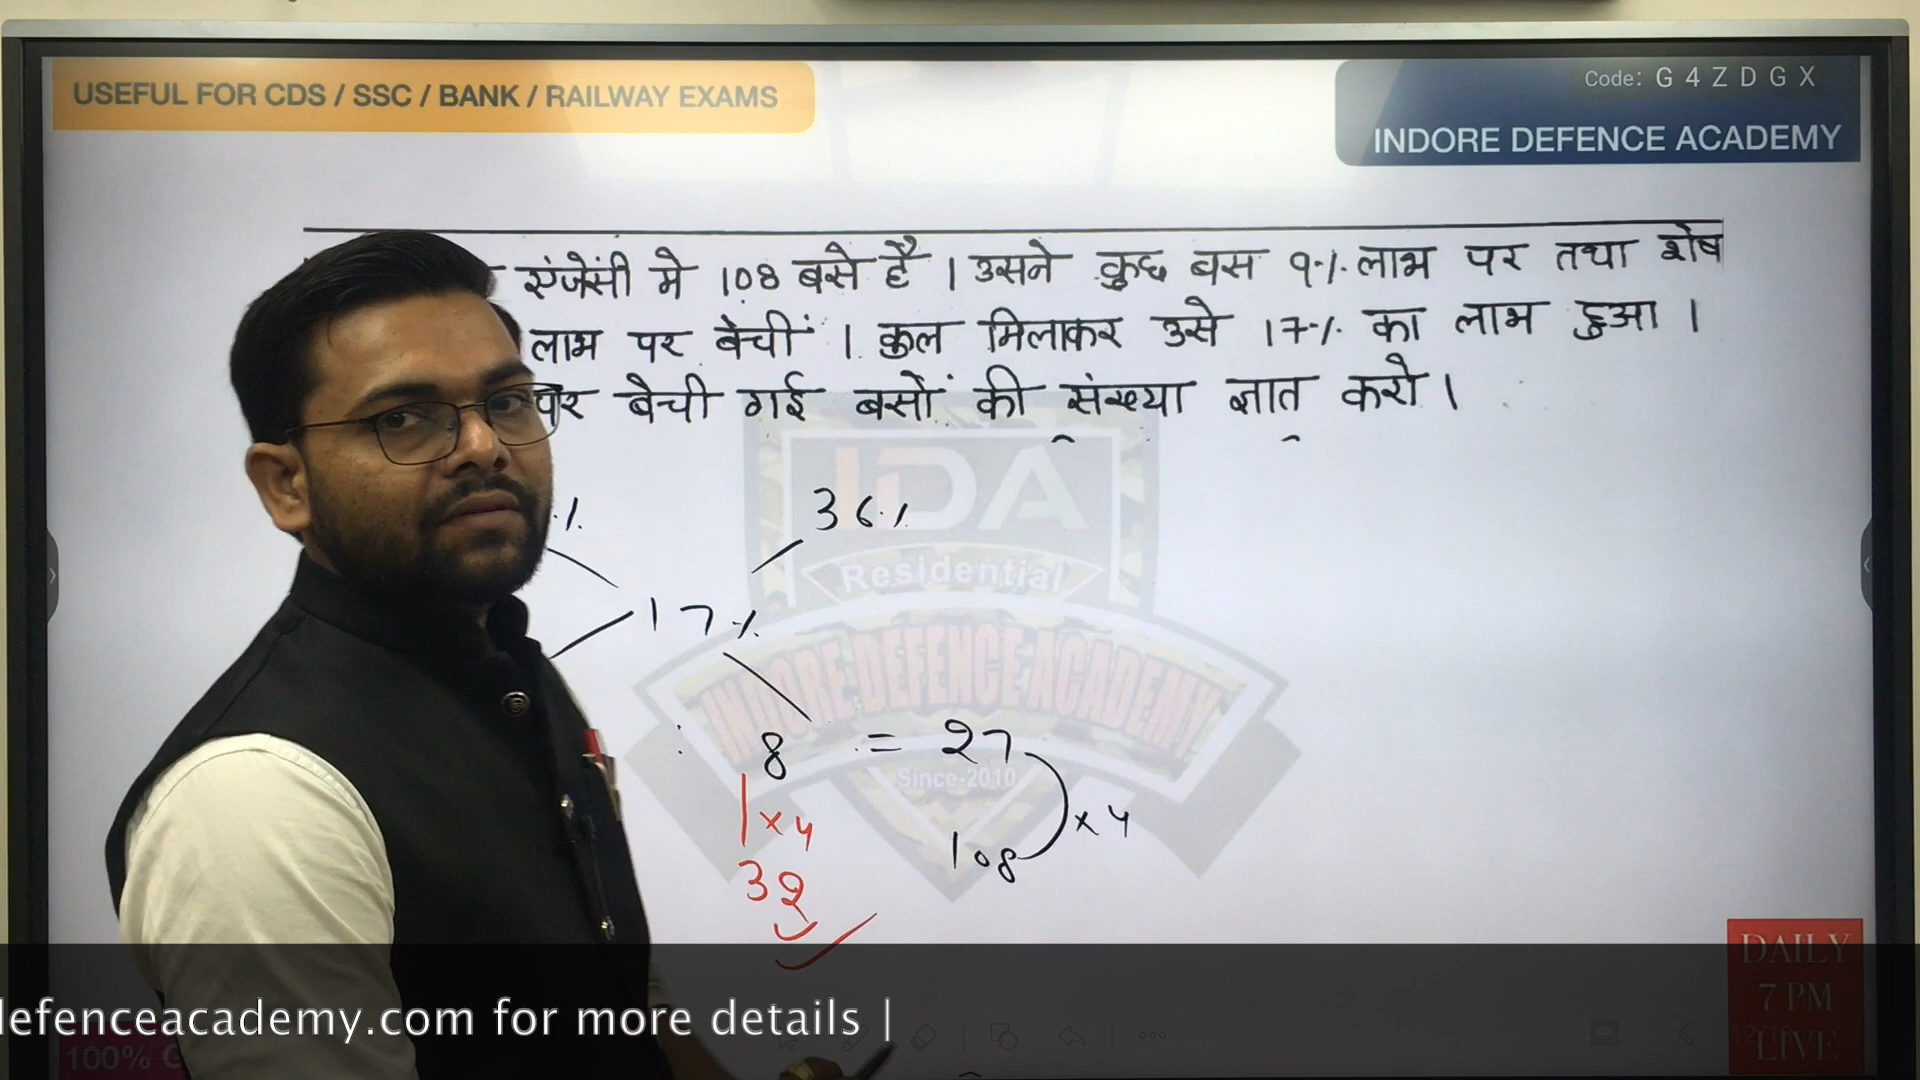 USEFUL FOR CDS / SSC / BANK / RAILWAY EXAMS
Code: G 4 Z D G X
INDORE DEFENCE ACADEMY
एंजेंसी मे 108 बसे है । उसने कुछ बस 9% लाभ पर तथा शेष
लाभ पर बेचीं । कुल मिलाकर उसे 17% का लाभ हुआ ।
पर बेची गई बसों की संख्या ज्ञात करो ।
% 36%
17%
: 8 = 27
×4 ×4
108
32
IDA
Residential
INDORE DEFENCE ACADEMY
Since-2010
DAILY
7 PM
LIVE
defenceacademy.com for more details |
100%